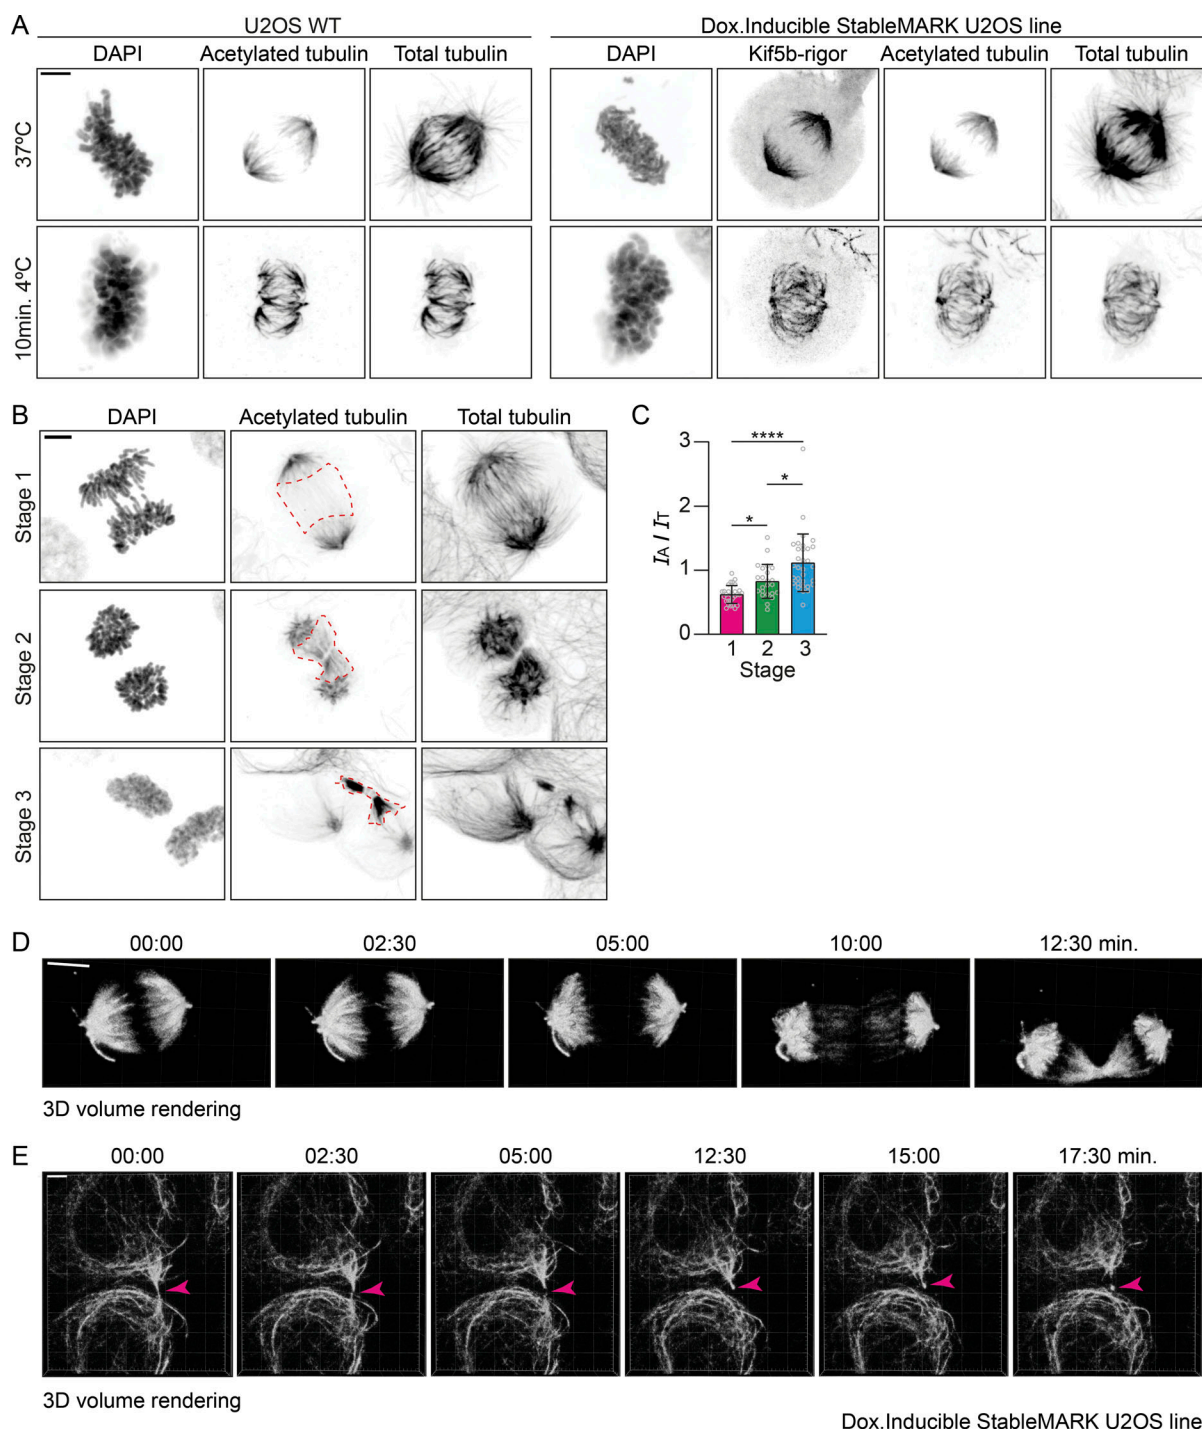 A
U2OS WT
Dox.Inducible StableMARK U2OS line
DAPI Acetylated tubulin Total tubulin
DAPI Kif5b-rigor Acetylated tubulin Total tubulin
37ºC
10min. 4ºC
B
DAPI Acetylated tubulin Total tubulin
Stage 1
Stage 2
Stage 3
C
IA / IT
3
2
1
0
****
*
*
1 2 3
Stage
D
00:00 02:30 05:00 10:00 12:30 min.
3D volume rendering
E
00:00 02:30 05:00 12:30 15:00 17:30 min.
3D volume rendering
Dox.Inducible StableMARK U2OS line